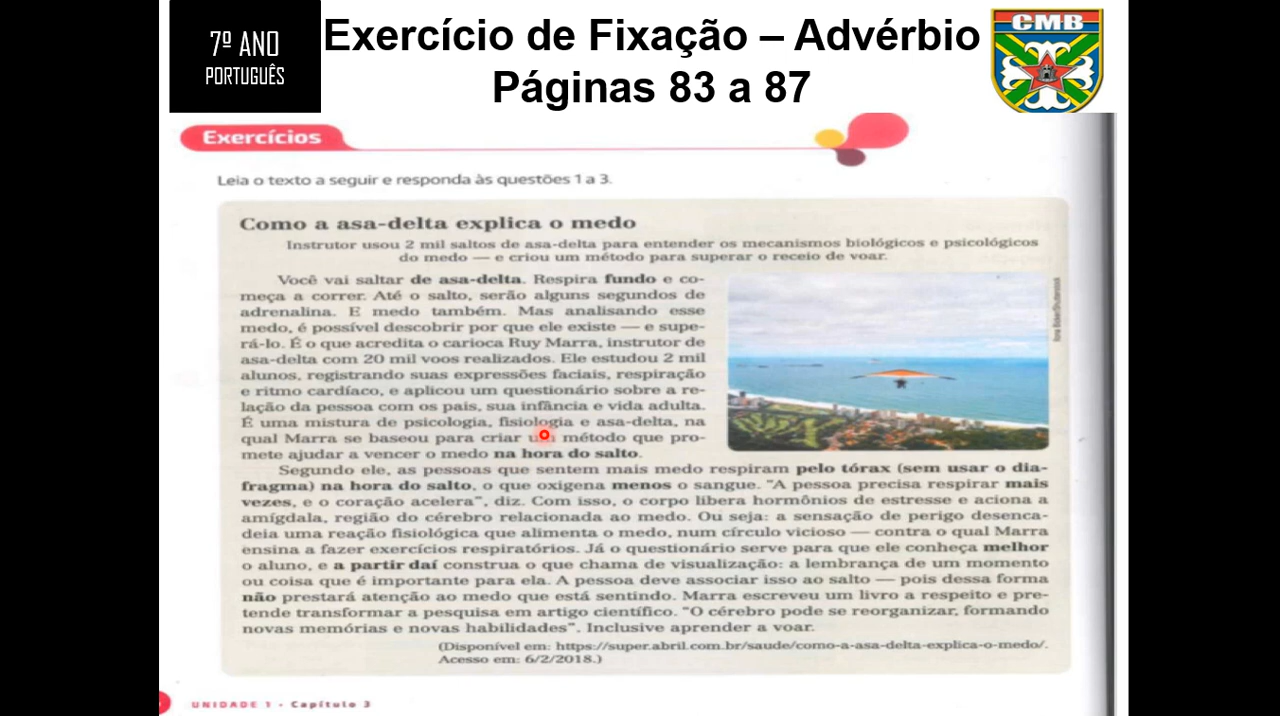 7º ANO
PORTUGUÊS
Exercício de Fixação – Advérbio
Páginas 83 a 87
CMB
Exercícios
Leia o texto a seguir e responda às questões 1 a 3.
Como a asa-delta explica o medo
Instrutor usou 2 mil saltos de asa-delta para entender os mecanismos biológicos e psicológicos
do medo — e criou um método para superar o receio de voar.
Você vai saltar de asa-delta. Respira fundo e co-
meça a correr. Até o salto, serão alguns segundos de
adrenalina. E medo também. Mas analisando esse
medo, é possível descobrir por que ele existe — e supe-
rá-lo. É o que acredita o carioca Ruy Marra, instrutor de
asa-delta com 20 mil voos realizados. Ele estudou 2 mil
alunos, registrando suas expressões faciais, respiração
e ritmo cardíaco, e aplicou um questionário sobre a re-
lação da pessoa com os pais, sua infância e vida adulta.
É uma mistura de psicologia, fisiologia e asa-delta, na
qual Marra se baseou para criar um método que pro-
mete ajudar a vencer o medo na hora do salto.
Segundo ele, as pessoas que sentem mais medo respiram pelo tórax (sem usar o dia-
fragma) na hora do salto, o que oxigena menos o sangue. "A pessoa precisa respirar mais
vezes, e o coração acelera", diz. Com isso, o corpo libera hormônios de estresse e aciona a
amígdala, região do cérebro relacionada ao medo. Ou seja: a sensação de perigo desenca-
deia uma reação fisiológica que alimenta o medo, num círculo vicioso — contra o qual Marra
ensina a fazer exercícios respiratórios. Já o questionário serve para que ele conheça melhor
o aluno, e a partir daí construa o que chama de visualização: a lembrança de um momento
ou coisa que é importante para ela. A pessoa deve associar isso ao salto — pois dessa forma
não prestará atenção ao medo que está sentindo. Marra escreveu um livro a respeito e pre-
tende transformar a pesquisa em artigo científico. "O cérebro pode se reorganizar, formando
novas memórias e novas habilidades". Inclusive aprender a voar.
(Disponível em: https://super.abril.com.br/saude/como-a-asa-delta-explica-o-medo/.
Acesso em: 6/2/2018.)
UNIDADE 1 - Capítulo 3